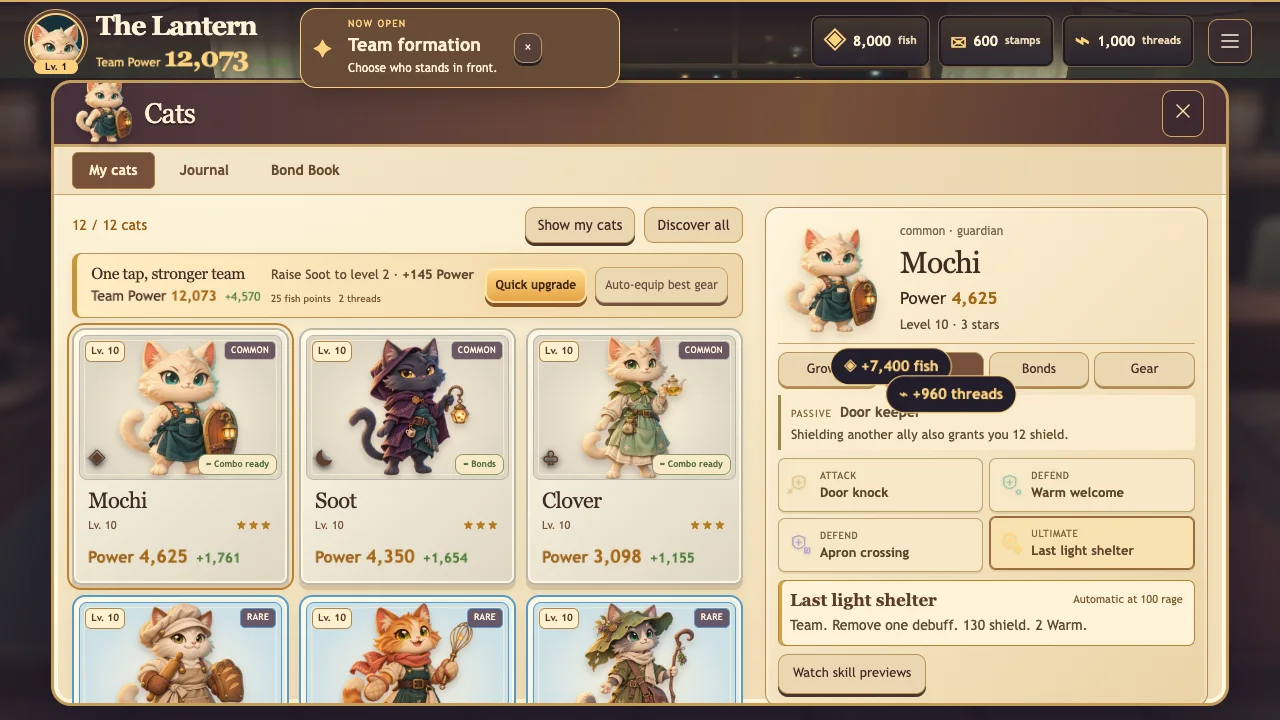 The Lantern
Team Power 12,073
Lv. 1
NOW OPEN
Team formation
Choose who stands in front.
×
8,000 fish
600 stamps
1,000 threads
Cats
My cats
Journal
Bond Book
12 / 12 cats
Show my cats
Discover all
One tap, stronger team
Team Power 12,073 +4,570
Raise Soot to level 2 · +145 Power
25 fish points 2 threads
Quick upgrade
Auto-equip best gear
Lv. 10
COMMON
Combo ready
Mochi
Lv. 10
Power 4,625 +1,761
Lv. 10
COMMON
Bonds
Soot
Lv. 10
Power 4,350 +1,654
Lv. 10
COMMON
Combo ready
Clover
Lv. 10
Power 3,098 +1,155
Lv. 10
RARE
Lv. 10
RARE
Lv. 10
RARE
common · guardian
Mochi
Power 4,625
Level 10 · 3 stars
+7,400 fish
+960 threads
Bonds
Gear
PASSIVE Door keeper
Shielding another ally also grants you 12 shield.
ATTACK
Door knock
DEFEND
Warm welcome
DEFEND
Apron crossing
ULTIMATE
Last light shelter
Last light shelter
Automatic at 100 rage
Team. Remove one debuff. 130 shield. 2 Warm.
Watch skill previews